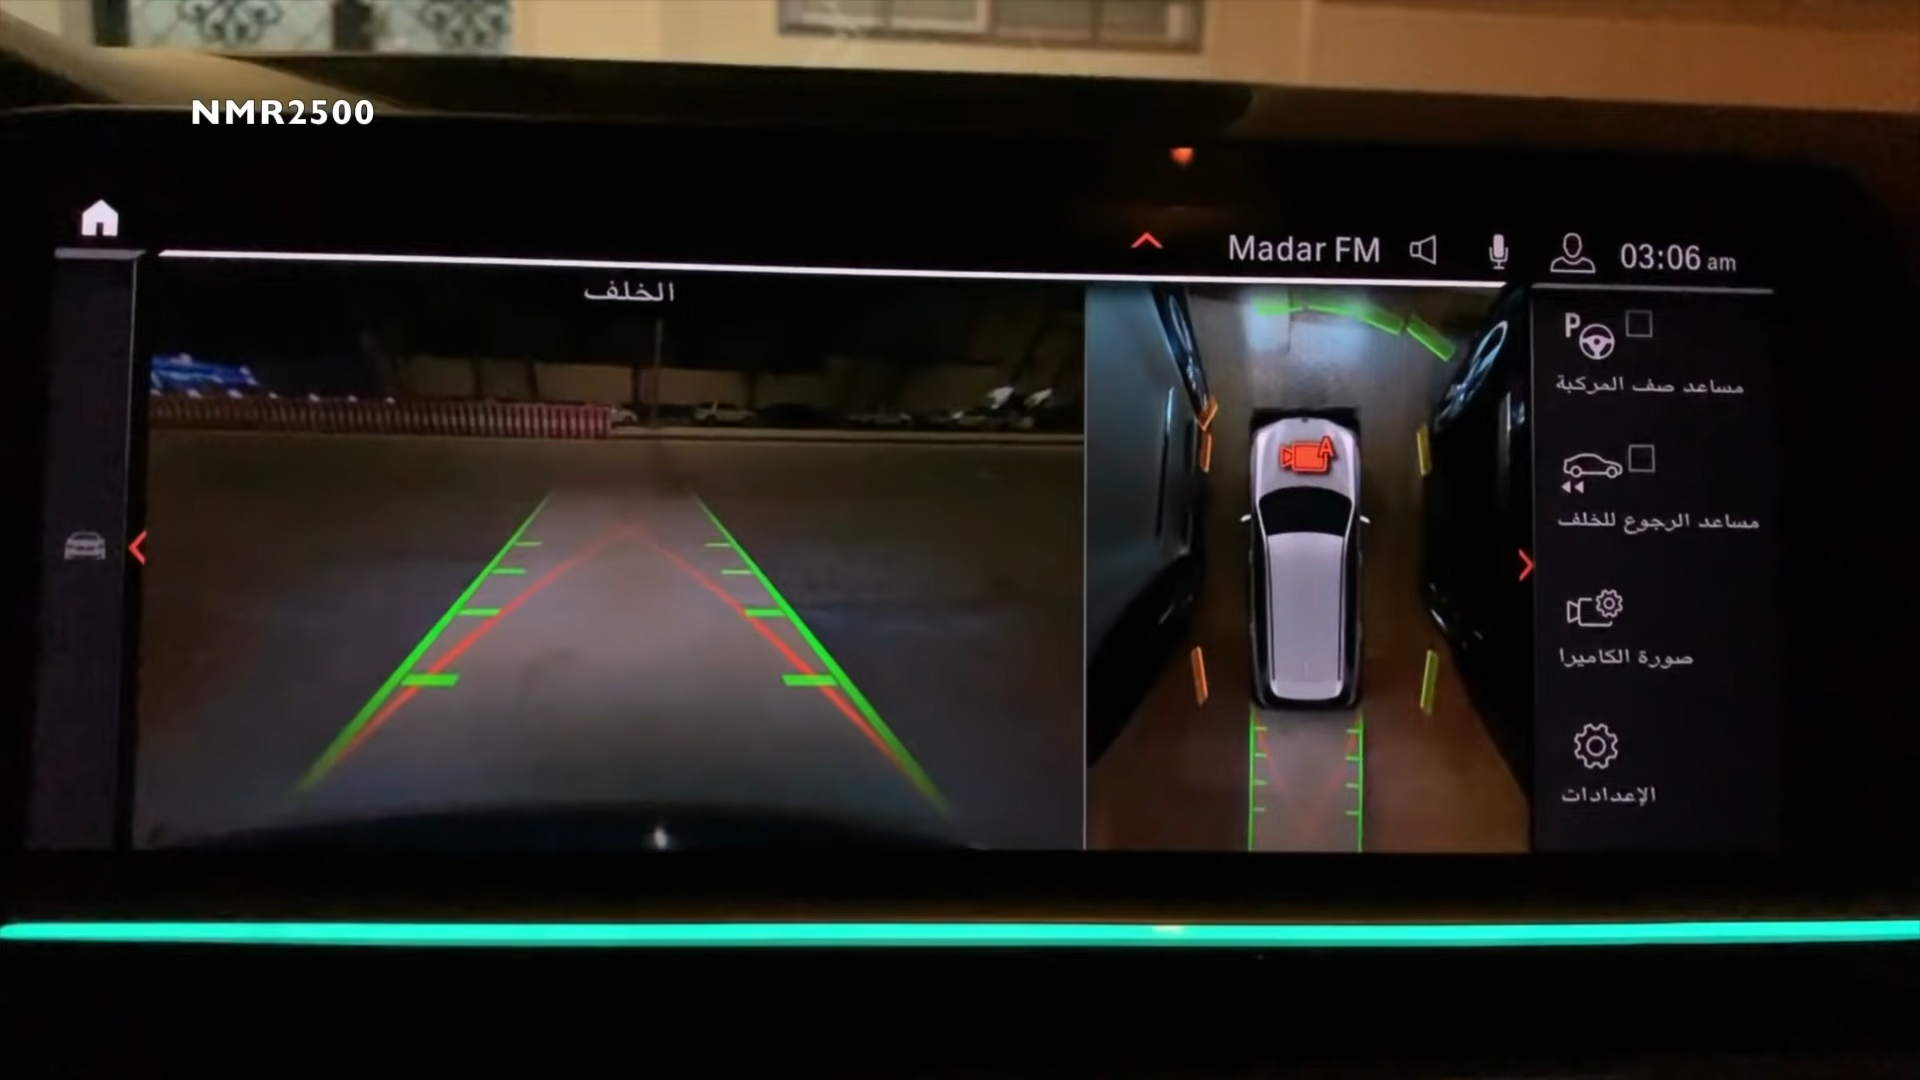 NMR2500
Madar FM
03:06 am
الخلف
P
مساعد صف المركبة
A
مساعد الرجوع للخلف
صورة الكاميرا
الإعدادات